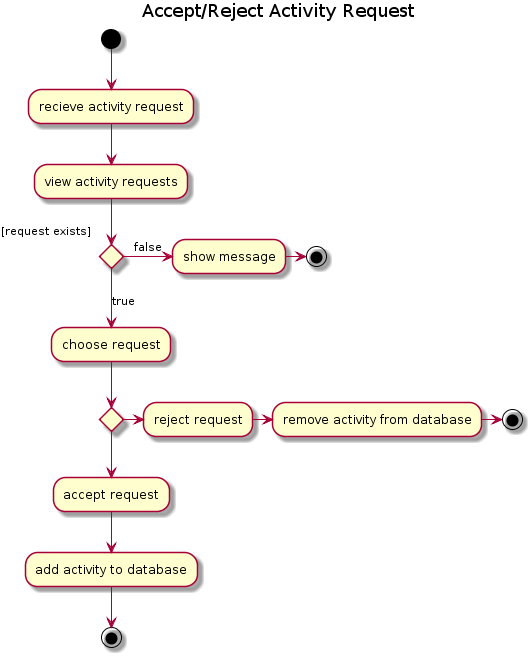 Accept/Reject Activity Request
recieve activity request
view activity requests
[request exists]
false
show message
true
choose request
reject request
remove activity from database
accept request
add activity to database